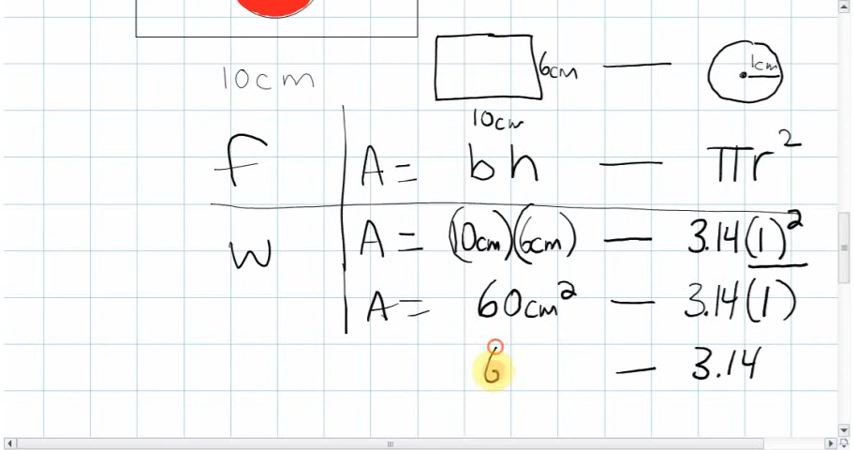 6cm — 1cm
10cm
10cm
f A = bh — πr²
w A = (10cm)(6cm) — 3.14(1)²
A = 60cm² — 3.14(1)
6 — 3.14